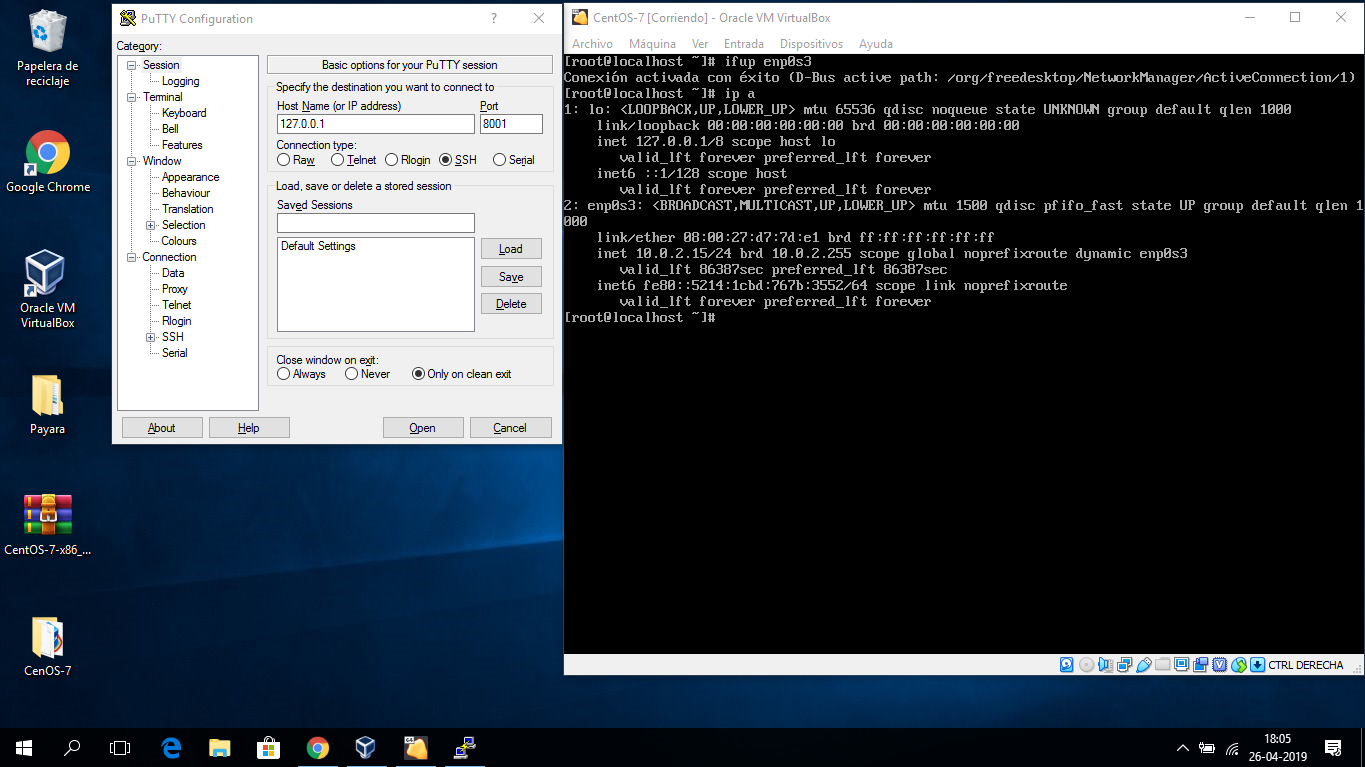 Papelera de
reciclaje
Google Chrome
Oracle VM
VirtualBox
Payara
CentOS-7-x86_...
CenOS-7
PuTTY Configuration
?
Category:
Session
Logging
Terminal
Keyboard
Bell
Features
Window
Appearance
Behaviour
Translation
Selection
Colours
Connection
Data
Proxy
Telnet
Rlogin
SSH
Serial
Basic options for your PuTTY session
Specify the destination you want to connect to
Host Name (or IP address) Port
127.0.0.1 8001
Connection type:
Raw Telnet Rlogin SSH Serial
Load, save or delete a stored session
Saved Sessions
Default Settings
Load
Save
Delete
Close window on exit:
Always Never Only on clean exit
About Help Open Cancel
CentOS-7 [Corriendo] - Oracle VM VirtualBox
Archivo Máquina Ver Entrada Dispositivos Ayuda
[root@localhost ~]# ifup enp0s3
Conexión activada con éxito (D-Bus active path: /org/freedesktop/NetworkManager/ActiveConnection/1)
[root@localhost ~]# ip a
1: lo: <LOOPBACK,UP,LOWER_UP> mtu 65536 qdisc noqueue state UNKNOWN group default qlen 1000
link/loopback 00:00:00:00:00:00 brd 00:00:00:00:00:00
inet 127.0.0.1/8 scope host lo
valid_lft forever preferred_lft forever
inet6 ::1/128 scope host
valid_lft forever preferred_lft forever
2: enp0s3: <BROADCAST,MULTICAST,UP,LOWER_UP> mtu 1500 qdisc pfifo_fast state UP group default qlen 1
000
link/ether 08:00:27:d7:7d:e1 brd ff:ff:ff:ff:ff:ff
inet 10.0.2.15/24 brd 10.0.2.255 scope global noprefixroute dynamic enp0s3
valid_lft 86387sec preferred_lft 86387sec
inet6 fe80::5214:1cbd:767b:3552/64 scope link noprefixroute
valid_lft forever preferred_lft forever
[root@localhost ~]#
CTRL DERECHA
18:05
26-04-2019